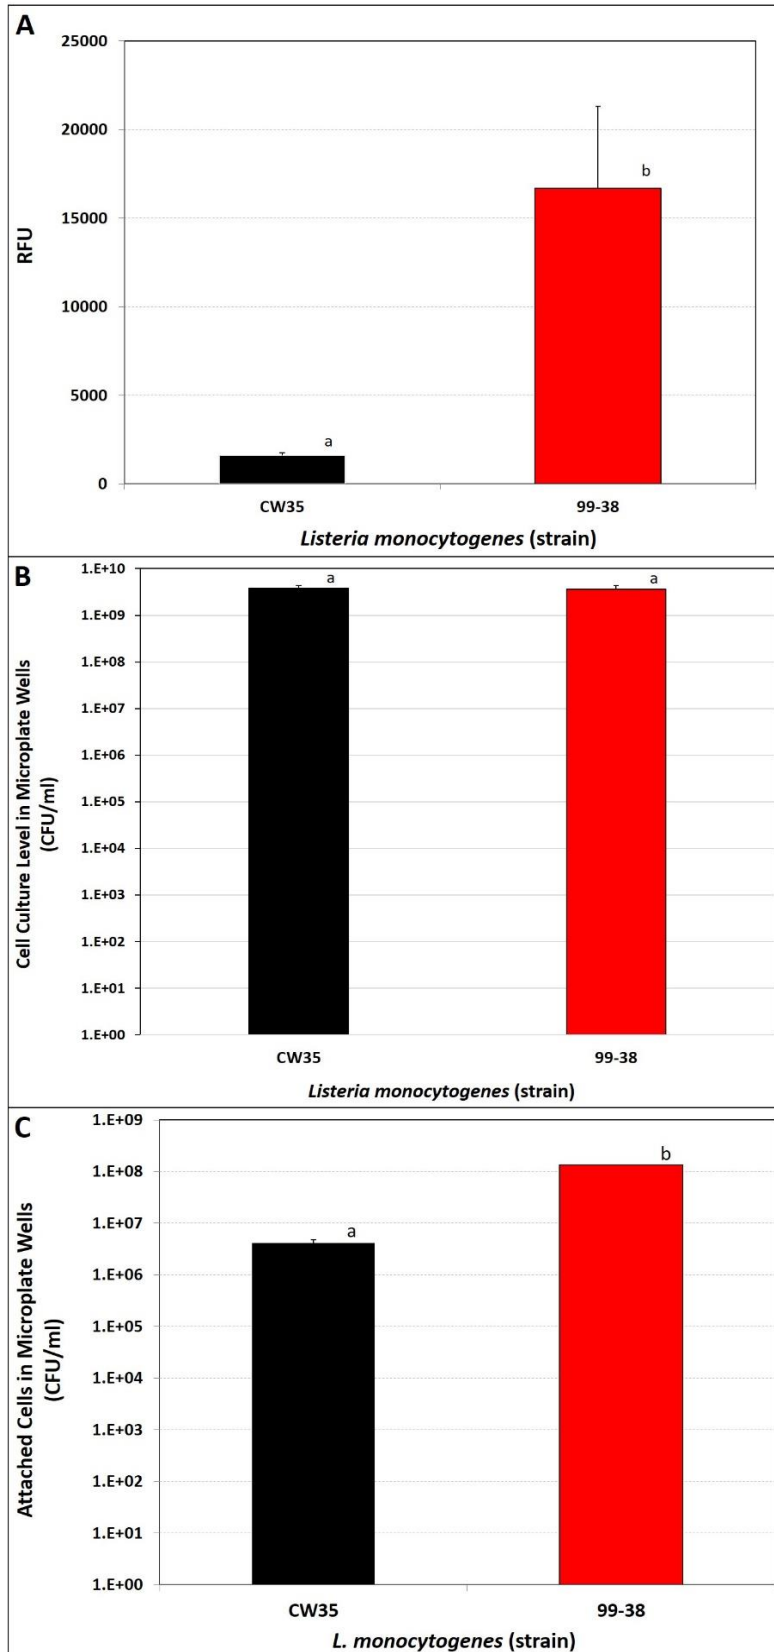 A
25000
20000
15000
10000
5000
0
RFU
a
b
CW35
99-38
Listeria monocytogenes (strain)
B
1.E+10
1.E+09
1.E+08
1.E+07
1.E+06
1.E+05
1.E+04
1.E+03
1.E+02
1.E+01
1.E+00
Cell Culture Level in Microplate Wells
(CFU/ml)
a
a
CW35
99-38
Listeria monocytogenes (strain)
C
1.E+09
1.E+08
1.E+07
1.E+06
1.E+05
1.E+04
1.E+03
1.E+02
1.E+01
1.E+00
Attached Cells in Microplate Wells
(CFU/ml)
a
b
CW35
99-38
L. monocytogenes (strain)